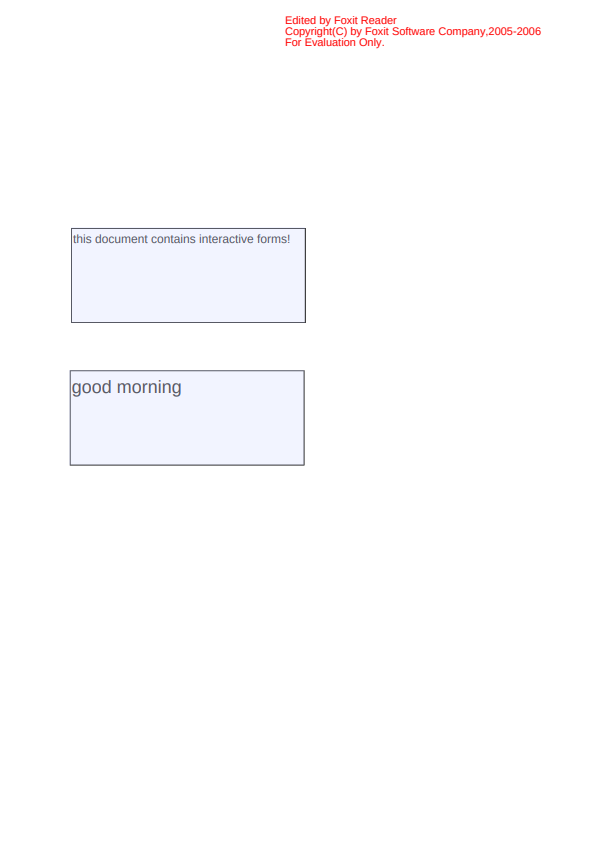 Edited by Foxit Reader
Copyright(C) by Foxit Software Company,2005-2006
For Evaluation Only.
this document contains interactive forms!
good morning